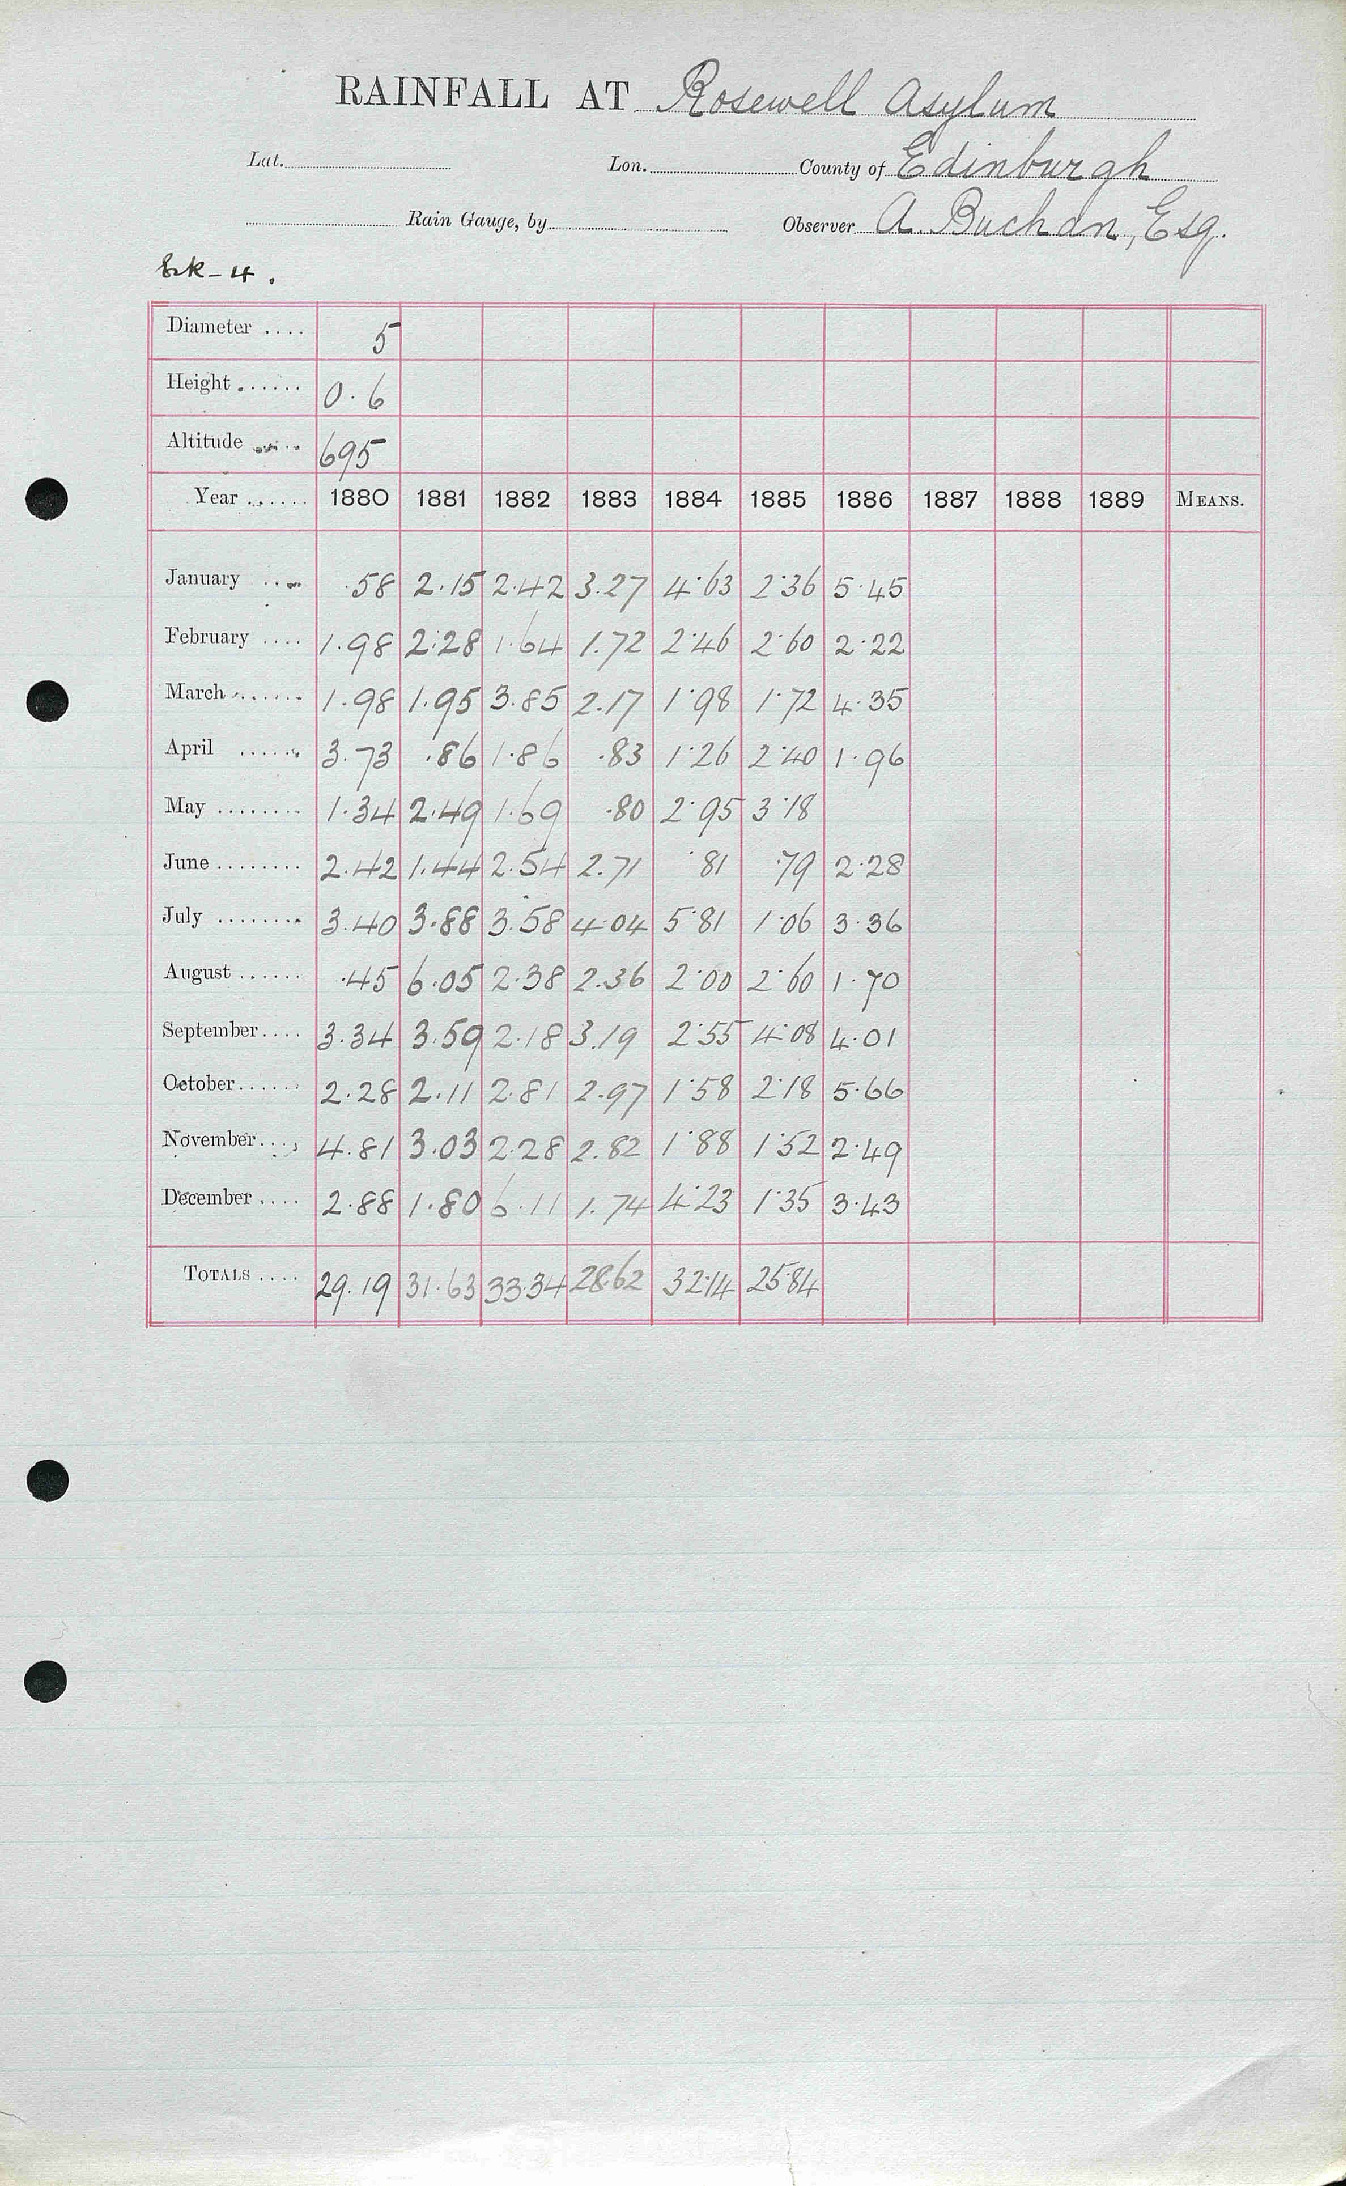 RAINFALL AT Rosewell Asylum
Lat. Lon. County of Edinburgh
Rain Gauge, by Observer A. Buchan, Esq.
Diameter .... 5
Height ...... 0.6
Altitude ..... 695
Year ...... 1880 1881 1882 1883 1884 1885 1886 1887 1888 1889 MEANS.
January .... .58 2.15 2.42 3.27 4.63 2.36 5.45
February .... 1.98 2.28 1.64 1.72 2.46 2.60 2.22
March ....... 1.98 1.95 3.85 2.17 1.98 1.72 4.35
April ...... 3.73 .86 1.86 .83 1.26 2.40 1.96
May ........ 1.34 2.49 1.69 .80 2.95 3.18
June ........ 2.42 1.44 2.54 2.71 .81 .79 2.28
July ........ 3.40 3.88 3.58 4.04 5.81 1.06 3.36
August ...... .45 6.05 2.38 2.36 2.00 2.60 1.70
September.... 3.34 3.59 2.18 3.19 2.55 4.08 4.01
October...... 2.28 2.11 2.81 2.97 1.58 2.18 5.66
November.... 4.81 3.03 2.28 2.82 1.88 1.52 2.49
December .... 2.88 1.80 6.11 1.74 4.23 1.35 3.43
TOTALS .... 29.19 31.63 33.34 28.62 32.14 25.84